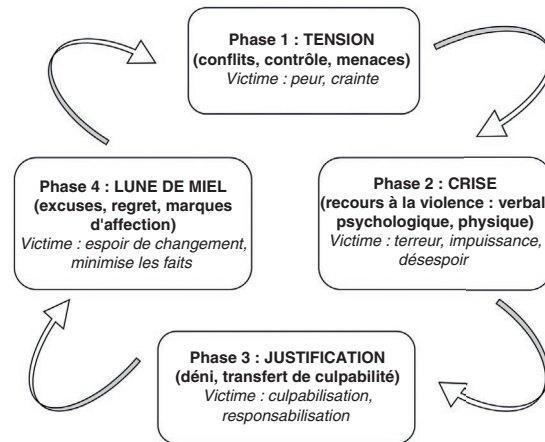 Phase 1 : TENSION
(conflits, contrôle, menaces)
Victime : peur, crainte
Phase 2 : CRISE
(recours à la violence : verbal
psychologique, physique)
Victime : terreur, impuissance,
désespoir
Phase 3 : JUSTIFICATION
(déni, transfert de culpabilité)
Victime : culpabilisation,
responsabilisation
Phase 4 : LUNE DE MIEL
(excuses, regret, marques
d'affection)
Victime : espoir de changement,
minimise les faits